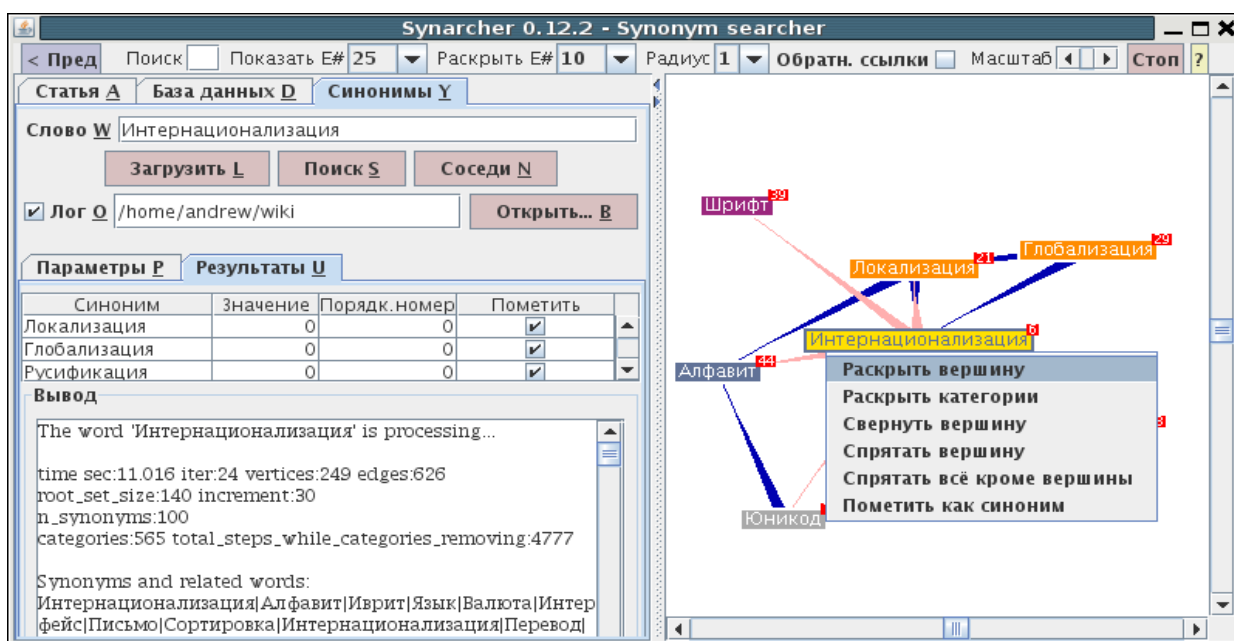 Synarcher 0.12.2 - Synonym searcher
< Пред Поиск Показать E# 25 Раскрыть E# 10 Радиус 1 Обратн. ссылки Масштаб Стоп ?
Статья A База данных D Синонимы Y
Слово W Интернационализация
Загрузить L Поиск S Соседи N
Лог O /home/andrew/wiki Открыть... B
Параметры P Результаты U
Синоним Значение Порядк.номер Пометить
Локализация 0 0
Глобализация 0 0
Русификация 0 0
Вывод
The word 'Интернационализация' is processing...
time sec:11.016 iter:24 vertices:249 edges:626
root_set_size:140 increment:30
n_synonyms:100
categories:565 total_steps_while_categories_removing:4777
Synonyms and related words:
Интернационализация|Алфавит|Иврит|Язык|Валюта|Интер
фейс|Письмо|Сортировка|Интернационализация|Перевод|
Шрифт 39
Глобализация 29
Локализация 21
Интернационализация 6
Алфавит 44
Юникод
Раскрыть вершину
Раскрыть категории
Свернуть вершину
Спрятать вершину
Спрятать всё кроме вершины
Пометить как синоним